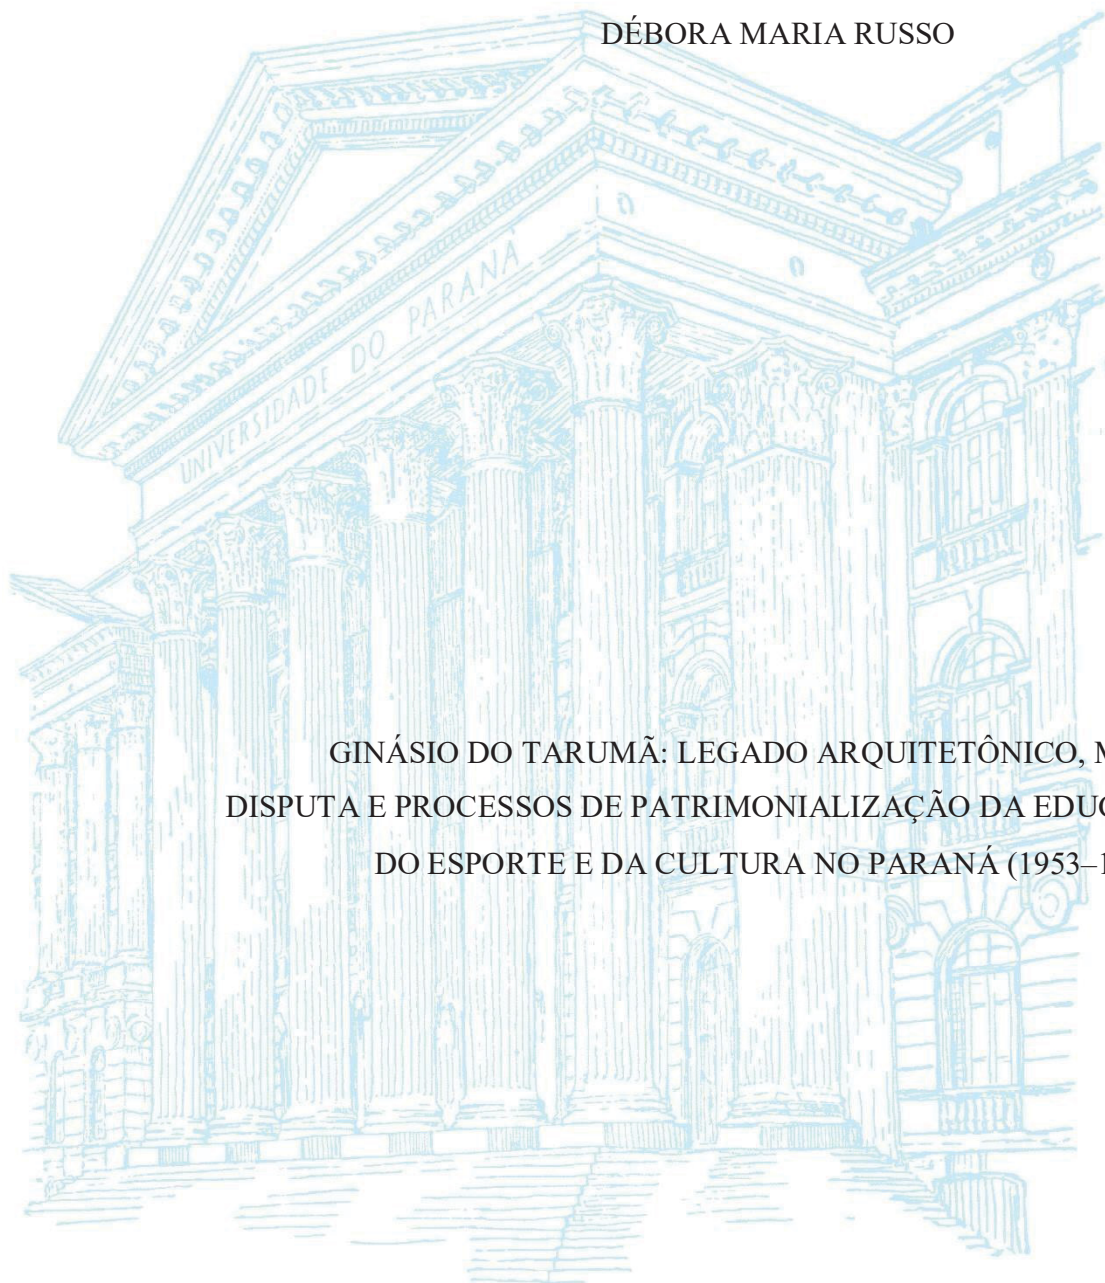 DÉBORA MARIA RUSSO
UNIVERSIDADE DO PARANÁ
GINÁSIO DO TARUMÃ: LEGADO ARQUITETÔNICO,
DISPUTA E PROCESSOS DE PATRIMONIALIZAÇÃO DA
DO ESPORTE E DA CULTURA NO PARANÁ (1953–1